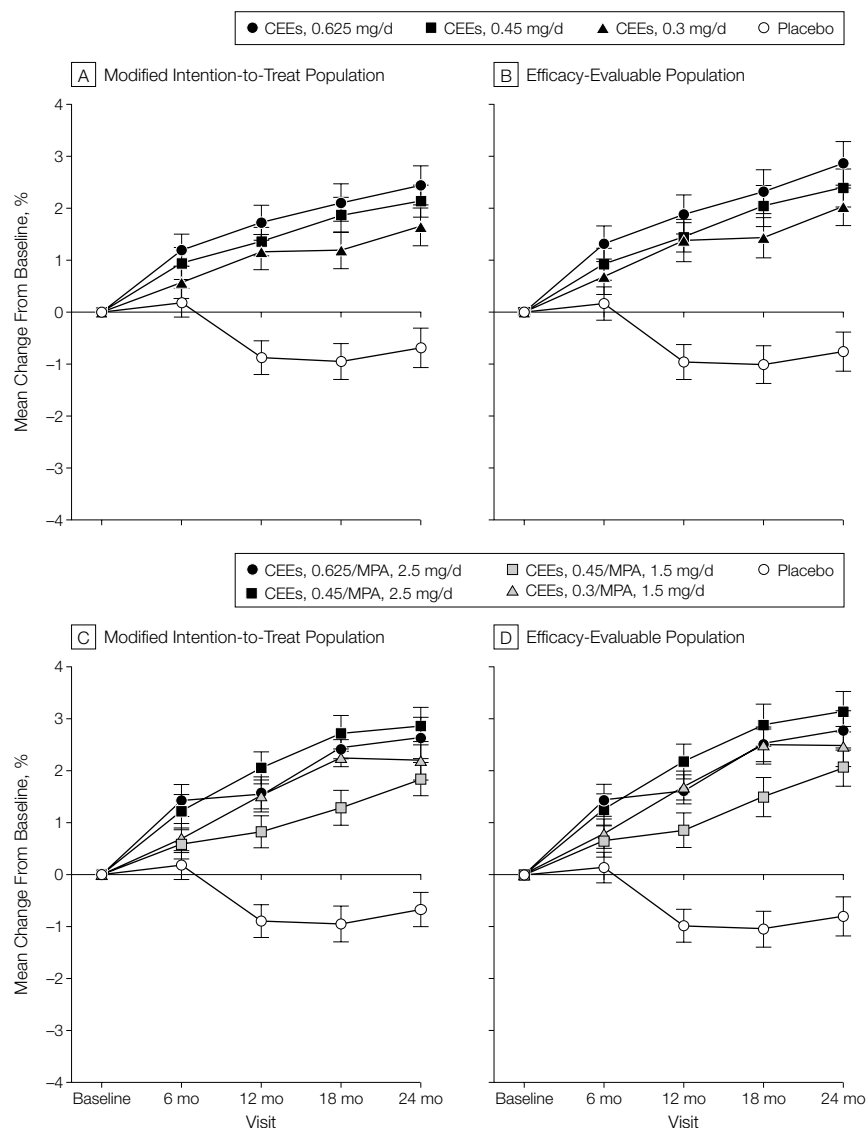 CEEs, 0.625 mg/d CEEs, 0.45 mg/d CEEs, 0.3 mg/d Placebo
A Modified Intention-to-Treat Population
B Efficacy-Evaluable Population
4
3
2
1
0
–1
–2
–3
–4
Mean Change From Baseline, %
CEEs, 0.625/MPA, 2.5 mg/d CEEs, 0.45/MPA, 1.5 mg/d Placebo
CEEs, 0.45/MPA, 2.5 mg/d CEEs, 0.3/MPA, 1.5 mg/d
C Modified Intention-to-Treat Population
D Efficacy-Evaluable Population
4
3
2
1
0
–1
–2
–3
–4
Mean Change From Baseline, %
Baseline 6 mo 12 mo 18 mo 24 mo
Visit
Baseline 6 mo 12 mo 18 mo 24 mo
Visit